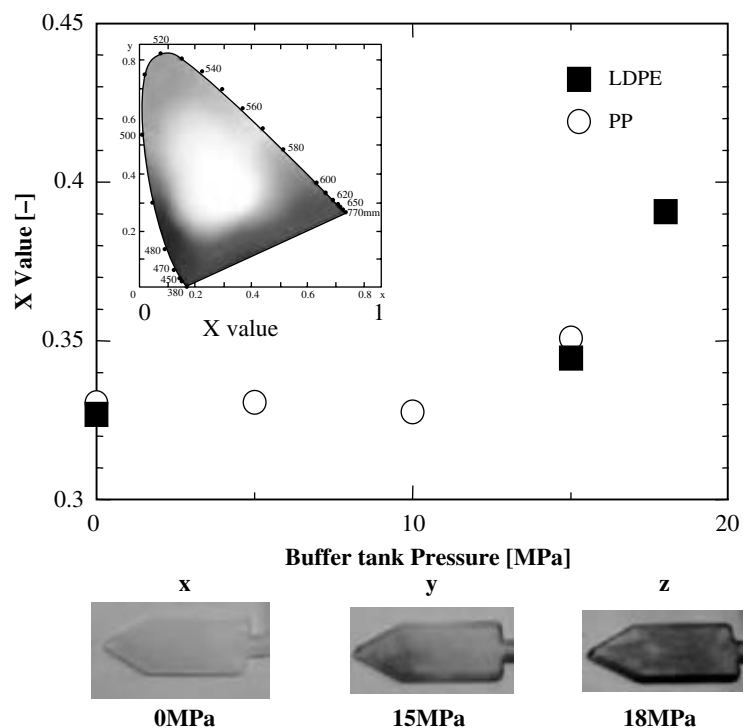 0.45
0.4
0.35
0.3
X Value [−]
0
10
20
Buffer tank Pressure [MPa]
LDPE
PP
y
0.8
0.6
0.4
0.2
0
0.2
0.4
0.6
0.8
x
520
540
560
580
600
620
650
770mm
500
480
470
450
380
0
1
X value
x
y
z
0MPa
15MPa
18MPa